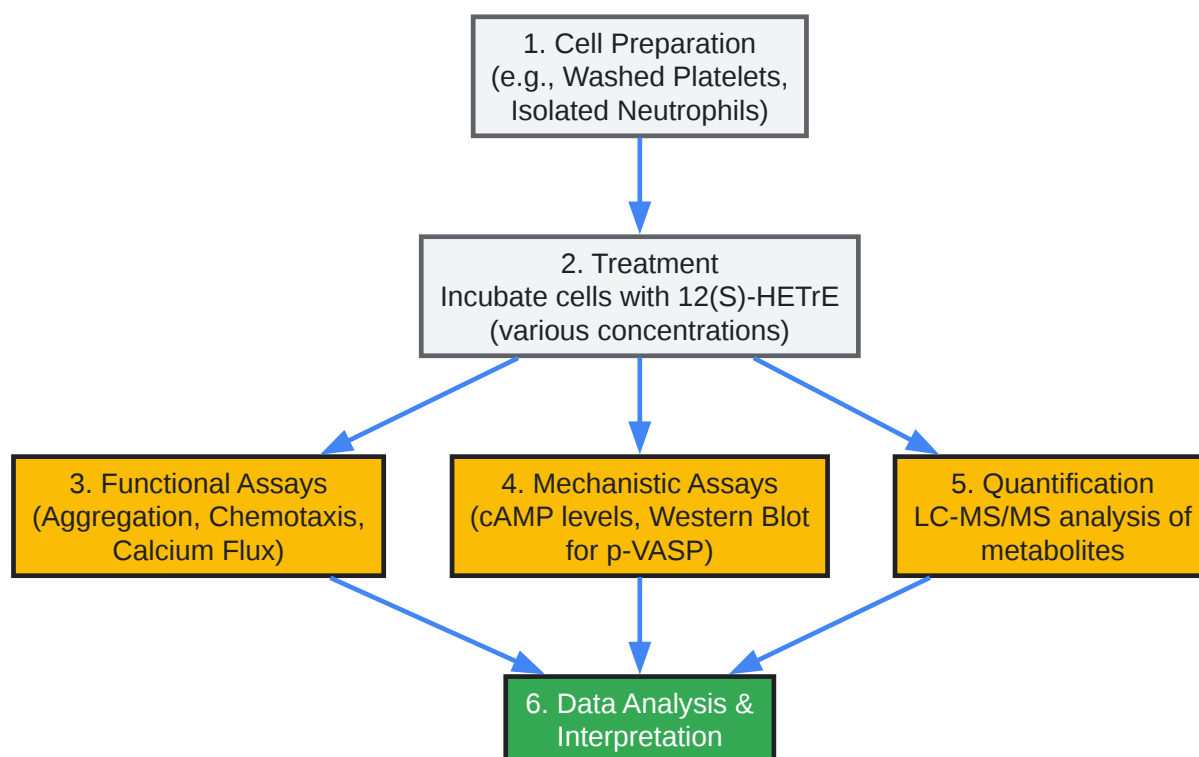 1. Cell Preparation
(e.g., Washed Platelets,
Isolated Neutrophils)
2. Treatment
Incubate cells with 12(S)-HETrE
(various concentrations)
3. Functional Assays
(Aggregation, Chemotaxis,
Calcium Flux)
4. Mechanistic Assays
(cAMP levels, Western Blot
for p-VASP)
5. Quantification
LC-MS/MS analysis of
metabolites
6. Data Analysis &
Interpretation